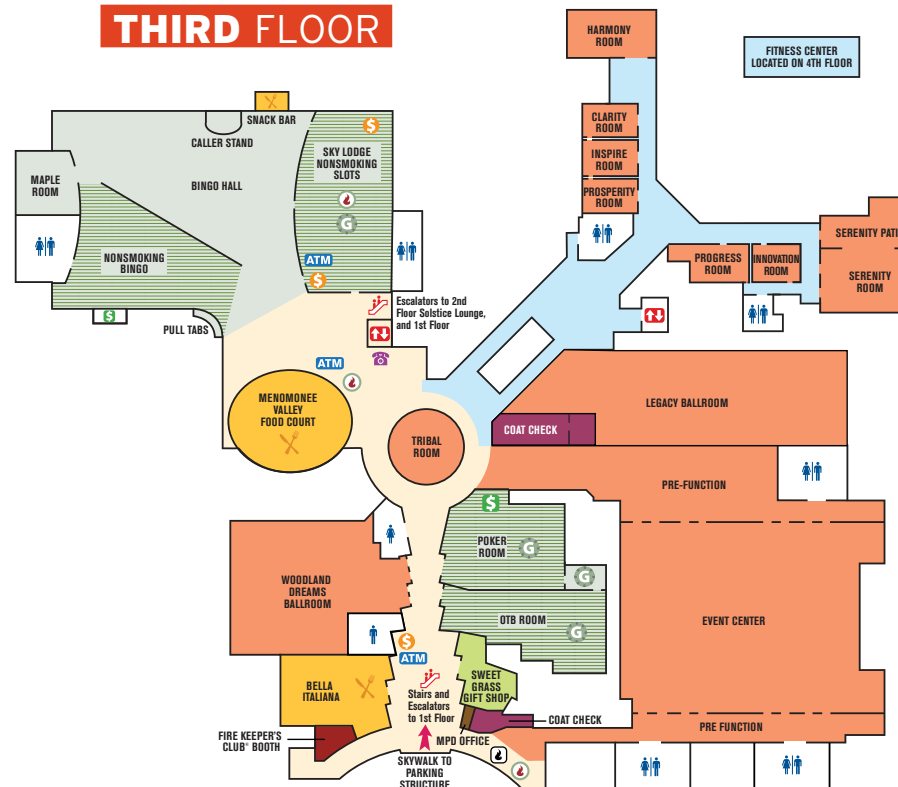 THIRD FLOOR
HARMONY
ROOM
FITNESS CENTER
LOCATED ON 4TH FLOOR
SNACK BAR
CALLER STAND
$
SKY LODGE
NONSMOKING
SLOTS
CLARITY
ROOM
INSPIRE
ROOM
PROSPERITY
ROOM
MAPLE
ROOM
BINGO HALL
G
NONSMOKING
BINGO
ATM
$
SERENITY PATI
PROGRESS
ROOM
INNOVATION
ROOM
SERENITY
ROOM
$
PULL TABS
Escalators to 2nd
Floor Solstice Lounge,
and 1st Floor
ATM
MENOMONEE
VALLEY
FOOD COURT
TRIBAL
ROOM
COAT CHECK
LEGACY BALLROOM
PRE-FUNCTION
$
POKER
ROOM
G
G
WOODLAND
DREAMS
BALLROOM
OTB ROOM
G
EVENT CENTER
$
ATM
BELLA
ITALIANA
Stairs and
Escalators
to 1st Floor
SWEET
GRASS
GIFT SHOP
COAT CHECK
PRE FUNCTION
FIRE KEEPER'S
CLUB® BOOTH
MPD OFFICE
SKYWALK TO
PARKING
STRUCTURE